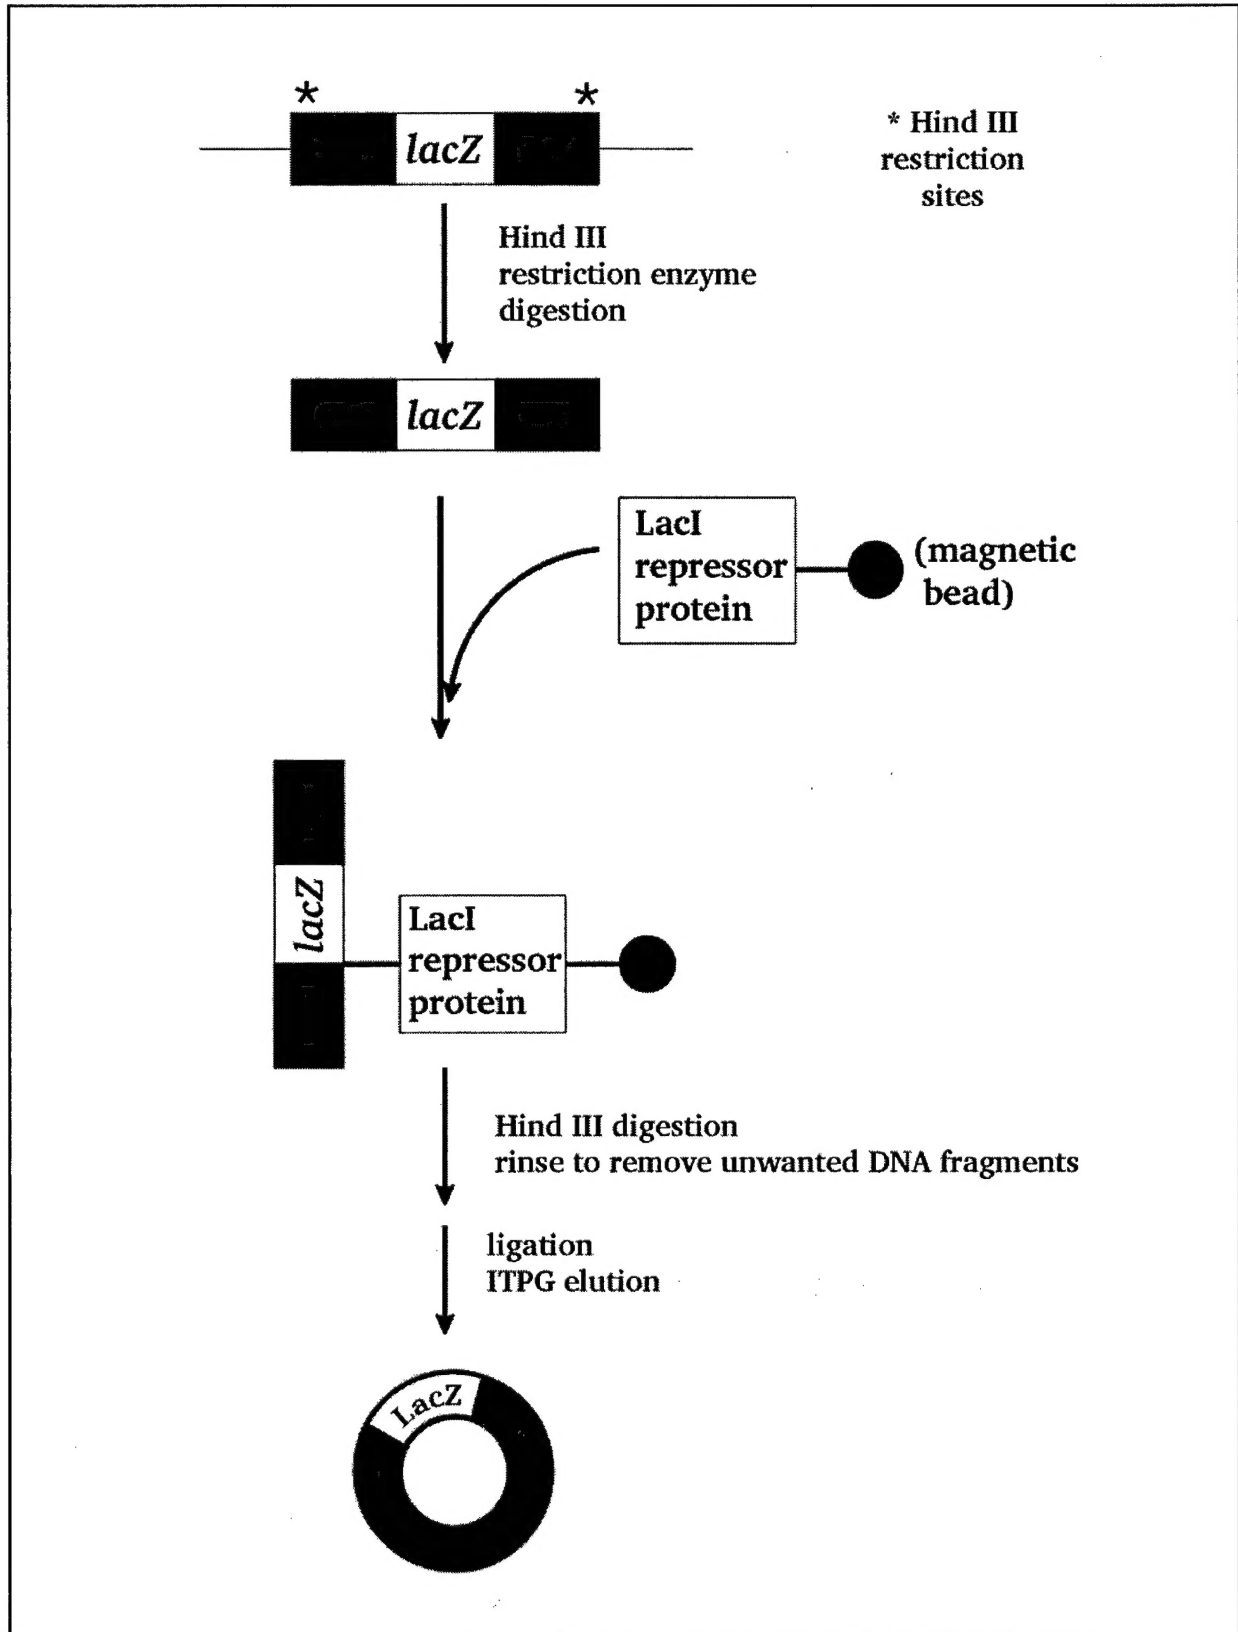 * *
lacZ
* Hind III
restriction
sites
Hind III
restriction enzyme
digestion
lacZ
LacI
repressor
protein
(magnetic
bead)
lacZ
LacI
repressor
protein
Hind III digestion
rinse to remove unwanted DNA fragments
ligation
ITPG elution
LacZ